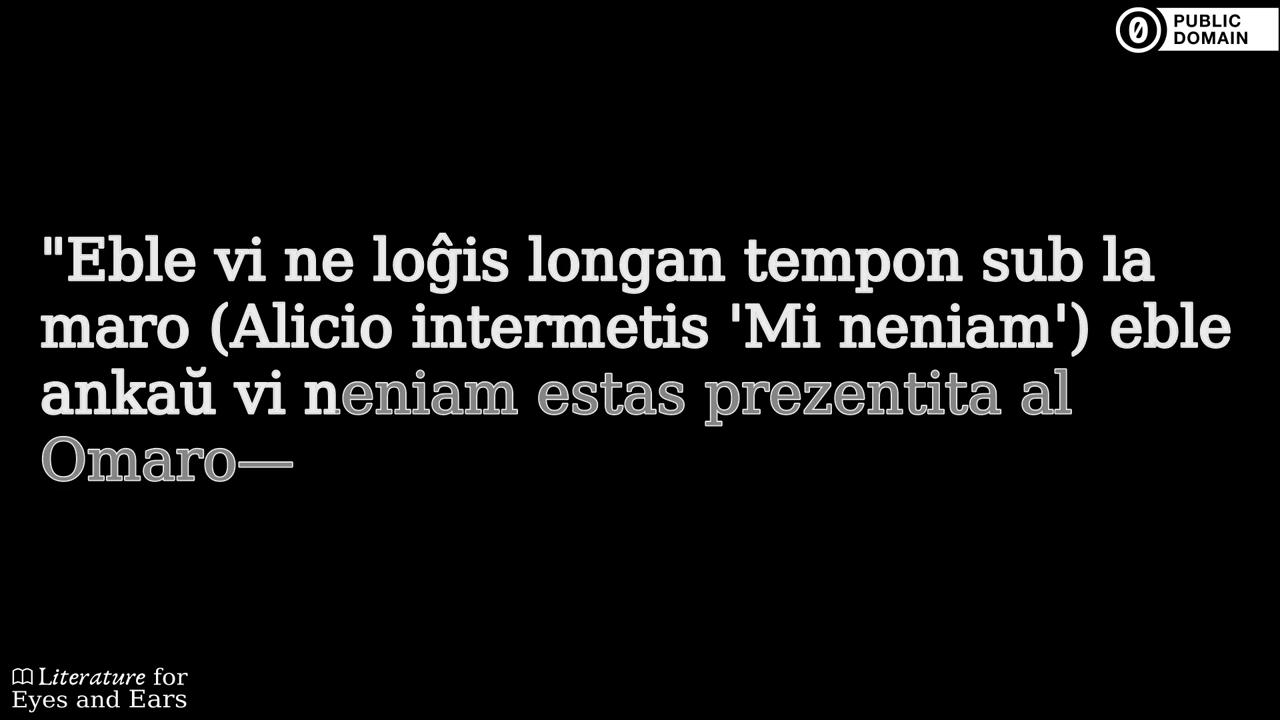 PUBLIC
DOMAIN
"Eble vi ne loĝis longan tempon sub la
maro (Alicio intermetis 'Mi neniam') eble
ankaŭ vi neniam estas prezentita al
Omaro—
Literature for
Eyes and Ears